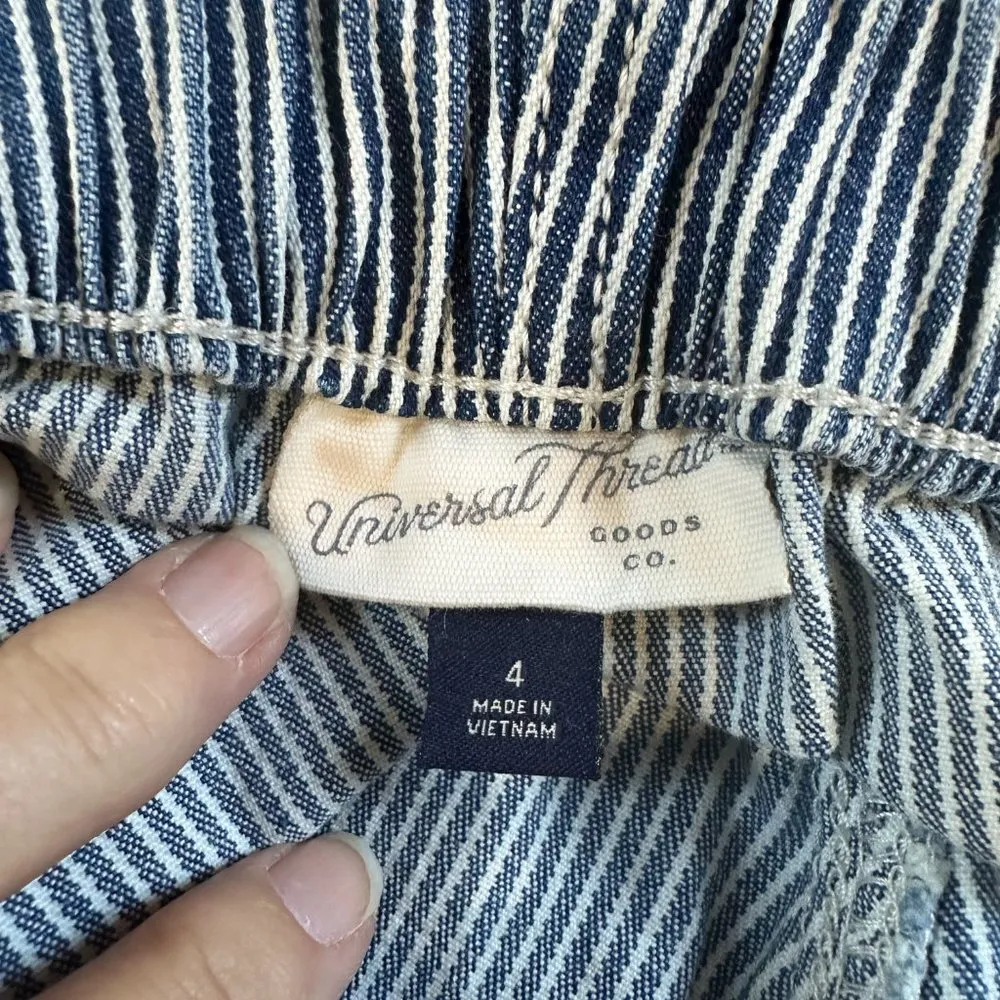 Universal Thread
GOODS
CO.
4
MADE IN
VIETNAM